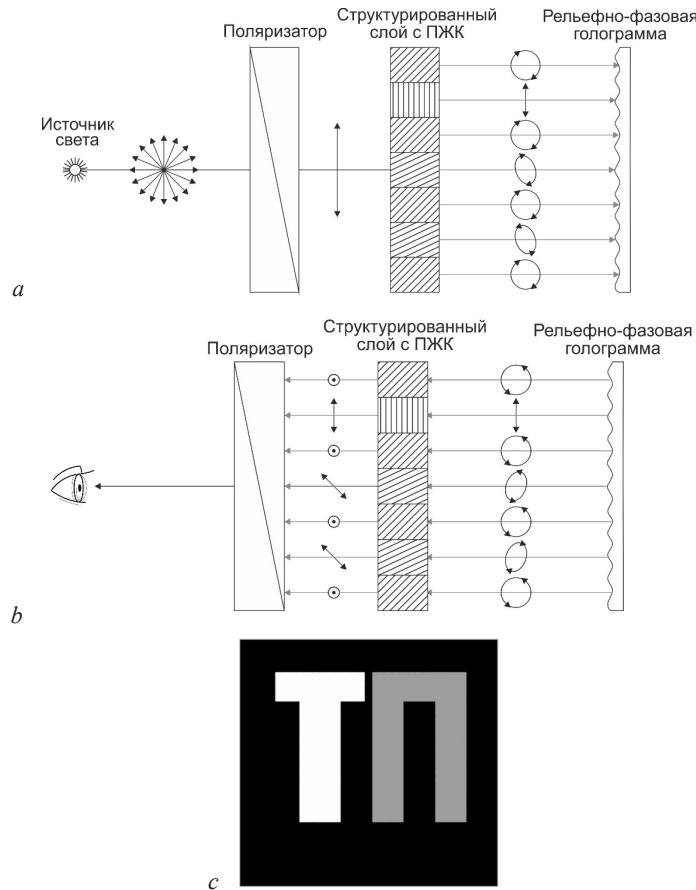 Поляризатор
Структурированный
слой с ПЖК
Рельефно-фазовая
голограмма
Источник
света
a
Поляризатор
Структурированный
слой с ПЖК
Рельефно-фазовая
голограмма
b
ТП
c